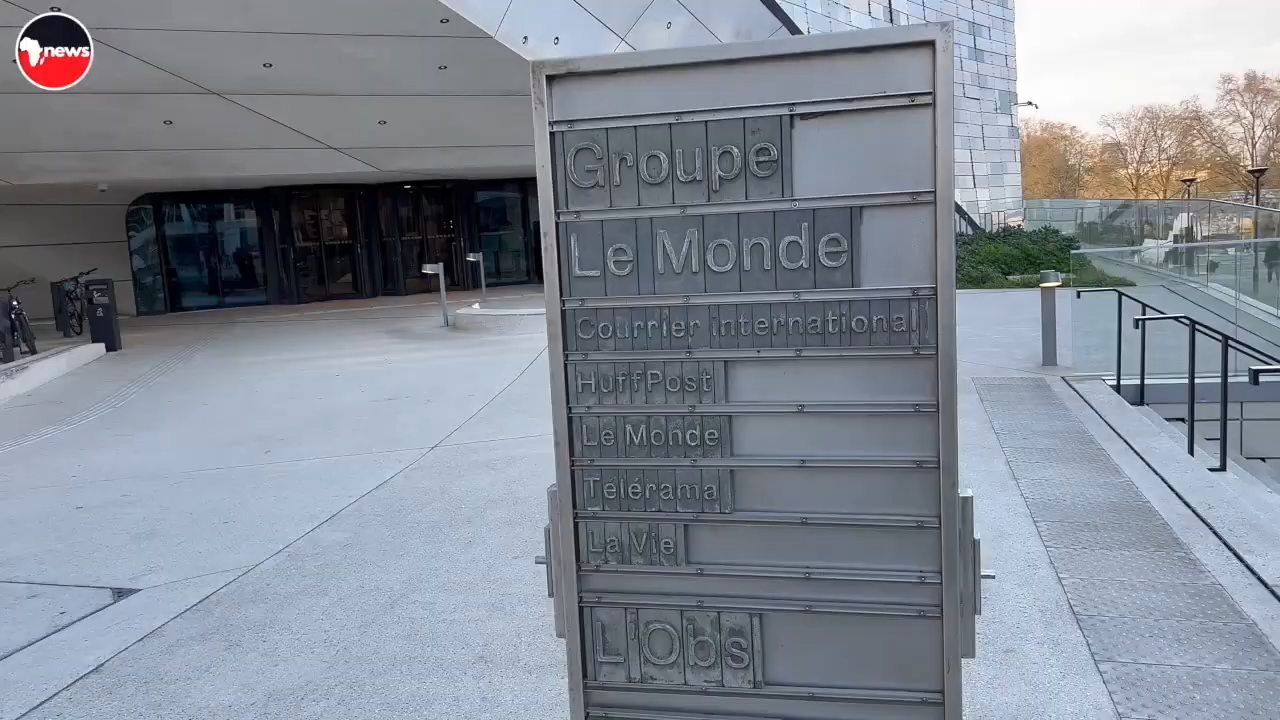 news
Groupe
Le Monde
Courrier international
HuffPost
Le Monde
Télérama
La Vie
L'Obs